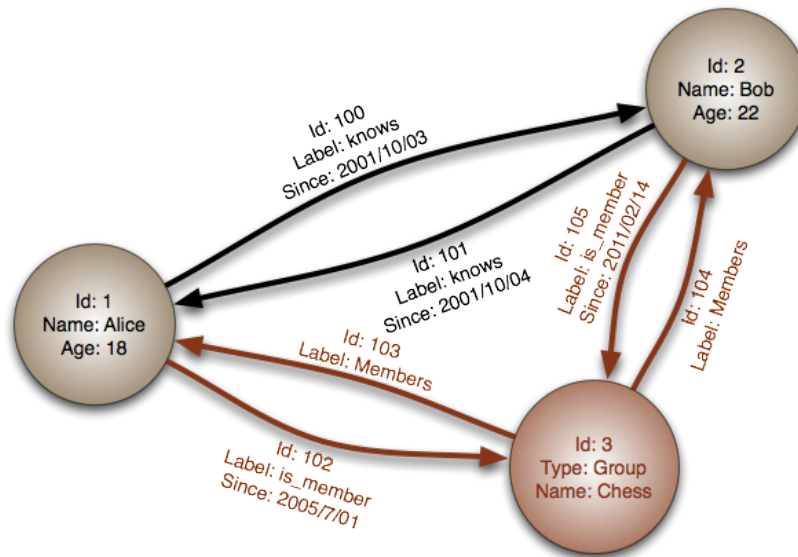 Id: 2
Name: Bob
Age: 22
Id: 100
Label: knows
Since: 2001/10/03
Id: 101
Label: knows
Since: 2001/10/04
Id: 105
Label: is_member
Since: 2011/02/14
Id: 104
Label: Members
Id: 1
Name: Alice
Age: 18
Id: 103
Label: Members
Id: 102
Label: is_member
Since: 2005/7/01
Id: 3
Type: Group
Name: Chess